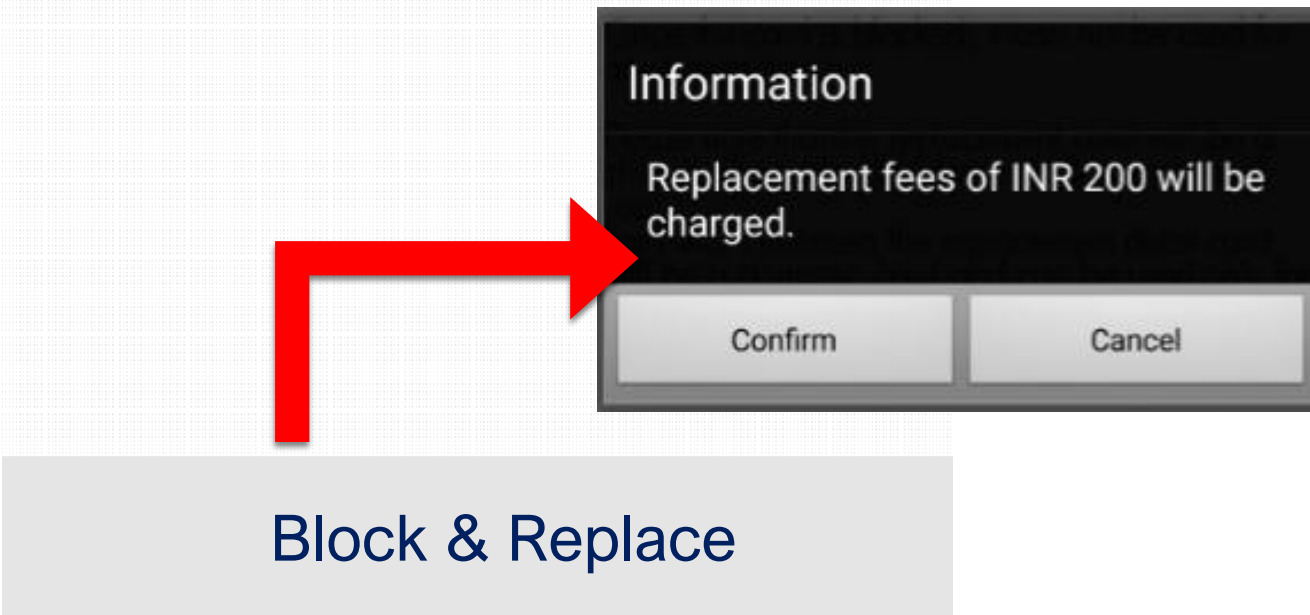 Information
Replacement fees of INR 200 will be
charged.
Confirm
Cancel
Block & Replace